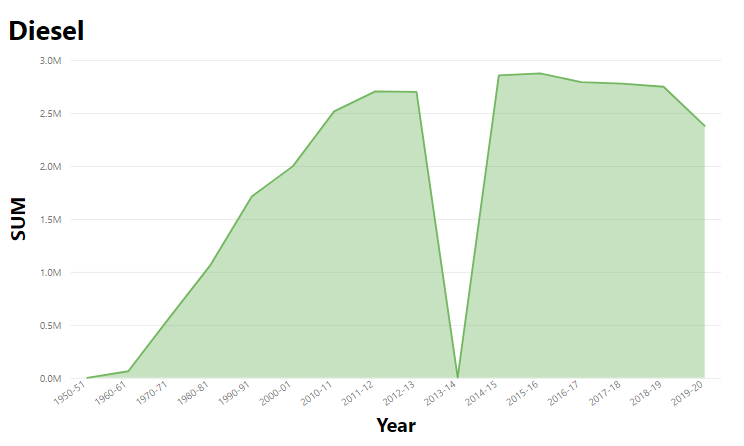 Diesel
3.0M
2.5M
2.0M
1.5M
1.0M
0.5M
0.0M
SUM
1950-51
1960-61
1970-71
1980-81
1990-91
2000-01
2010-11
2011-12
2012-13
2013-14
2014-15
2015-16
2016-17
2017-18
2018-19
2019-20
Year